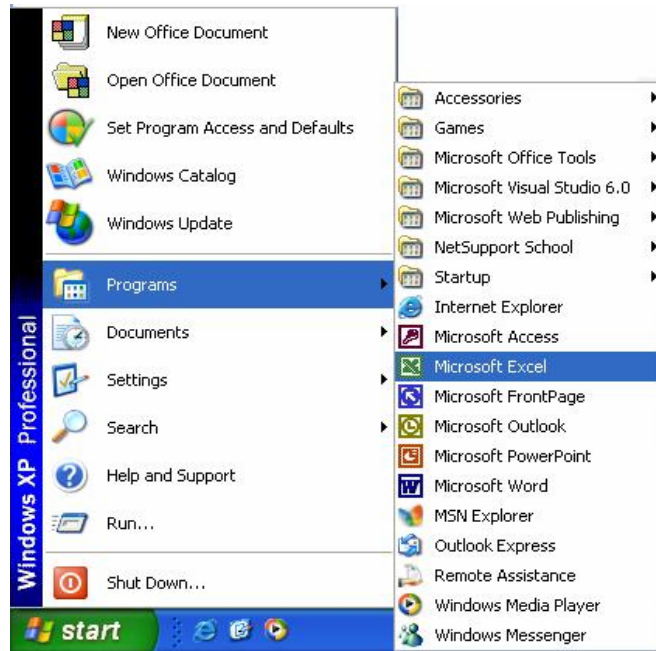 New Office Document
Open Office Document
Set Program Access and Defaults
Windows Catalog
Windows Update
Programs
Documents
Settings
Search
Help and Support
Run...
Shut Down...
Windows XP Professional
Accessories
Games
Microsoft Office Tools
Microsoft Visual Studio 6.0
Microsoft Web Publishing
NetSupport School
Startup
Internet Explorer
Microsoft Access
Microsoft Excel
Microsoft FrontPage
Microsoft Outlook
Microsoft PowerPoint
Microsoft Word
MSN Explorer
Outlook Express
Remote Assistance
Windows Media Player
Windows Messenger
start